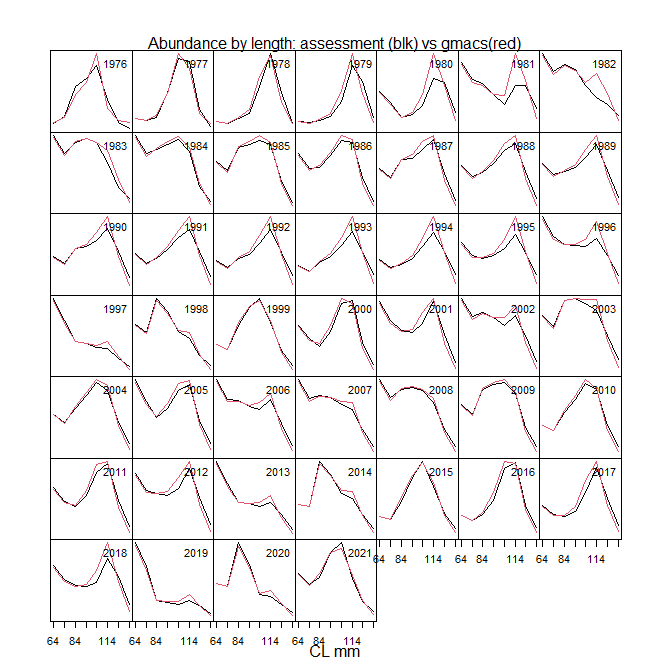 Abundance by length: assessment (blk) vs gmacs(red)
1976 1977 1978 1979 1980 1981 1982
1983 1984 1985 1986 1987 1988 1989
1990 1991 1992 1993 1994 1995 1996
1997 1998 1999 2000 2001 2002 2003
2004 2005 2006 2007 2008 2009 2010
2011 2012 2013 2014 2015 2016 2017
2018 2019 2020 2021
64 84 114 64 84 114 64 84 114
64 84 114 64 84 114 64 84 114 64 84 114
CL mm